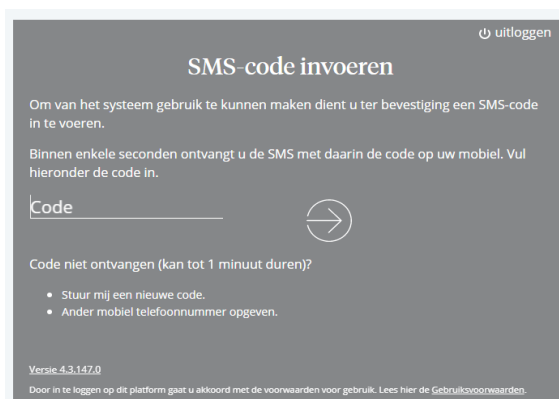 uitloggen
SMS-code invoeren
Om van het systeem gebruik te kunnen maken dient u ter bevestiging een SMS-code
in te voeren.
Binnen enkele seconden ontvangt u de SMS met daarin de code op uw mobiel. Vul
hieronder de code in.
Code
Code niet ontvangen (kan tot 1 minuut duren)?
Stuur mij een nieuwe code.
Ander mobiel telefoonnummer opgeven.
Versie 4.3.147.0
Door in te loggen op dit platform gaat u akkoord met de voorwaarden voor gebruik. Lees hier de Gebruiksvoorwaarden.